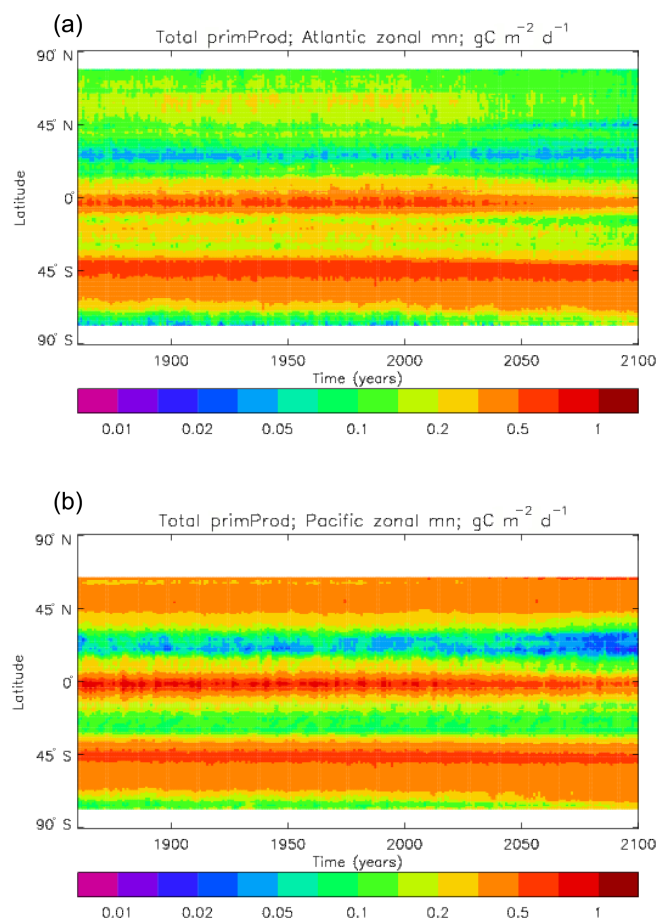 (a)
Total primProd; Atlantic zonal mn; gC m⁻² d⁻¹
90° N
45° N
0°
45° S
90° S
Latitude
1900 1950 2000 2050 2100
Time (years)
0.01 0.02 0.05 0.1 0.2 0.5 1
(b)
Total primProd; Pacific zonal mn; gC m⁻² d⁻¹
90° N
45° N
0°
45° S
90° S
Latitude
1900 1950 2000 2050 2100
Time (years)
0.01 0.02 0.05 0.1 0.2 0.5 1